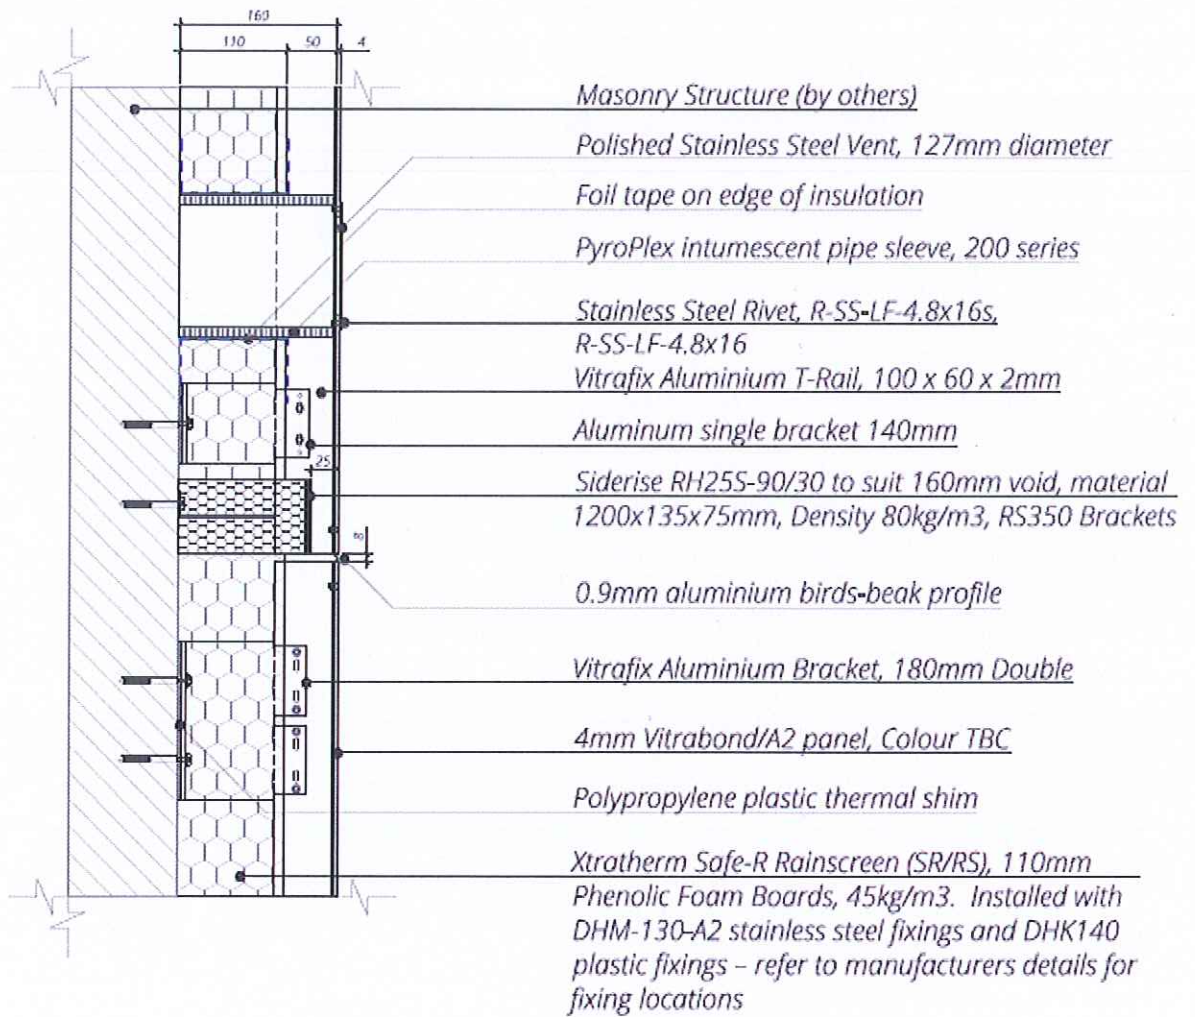 160
110 50 4
Masonry Structure (by others)
Polished Stainless Steel Vent, 127mm diameter
Foil tape on edge of insulation
PyroPlex intumescent pipe sleeve, 200 series
Stainless Steel Rivet, R-SS-LF-4.8x16s,
R-SS-LF-4.8x16
Vitrafix Aluminium T-Rail, 100 x 60 x 2mm
Aluminum single bracket 140mm
25
Siderise RH25S-90/30 to suit 160mm void, material
1200x135x75mm, Density 80kg/m3, RS350 Brackets
8
0.9mm aluminium birds-beak profile
Vitrafix Aluminium Bracket, 180mm Double
4mm Vitrabond/A2 panel, Colour TBC
Polypropylene plastic thermal shim
Xtratherm Safe-R Rainscreen (SR/RS), 110mm
Phenolic Foam Boards, 45kg/m3. Installed with
DHM-130-A2 stainless steel fixings and DHK140
plastic fixings – refer to manufacturers details for
fixing locations